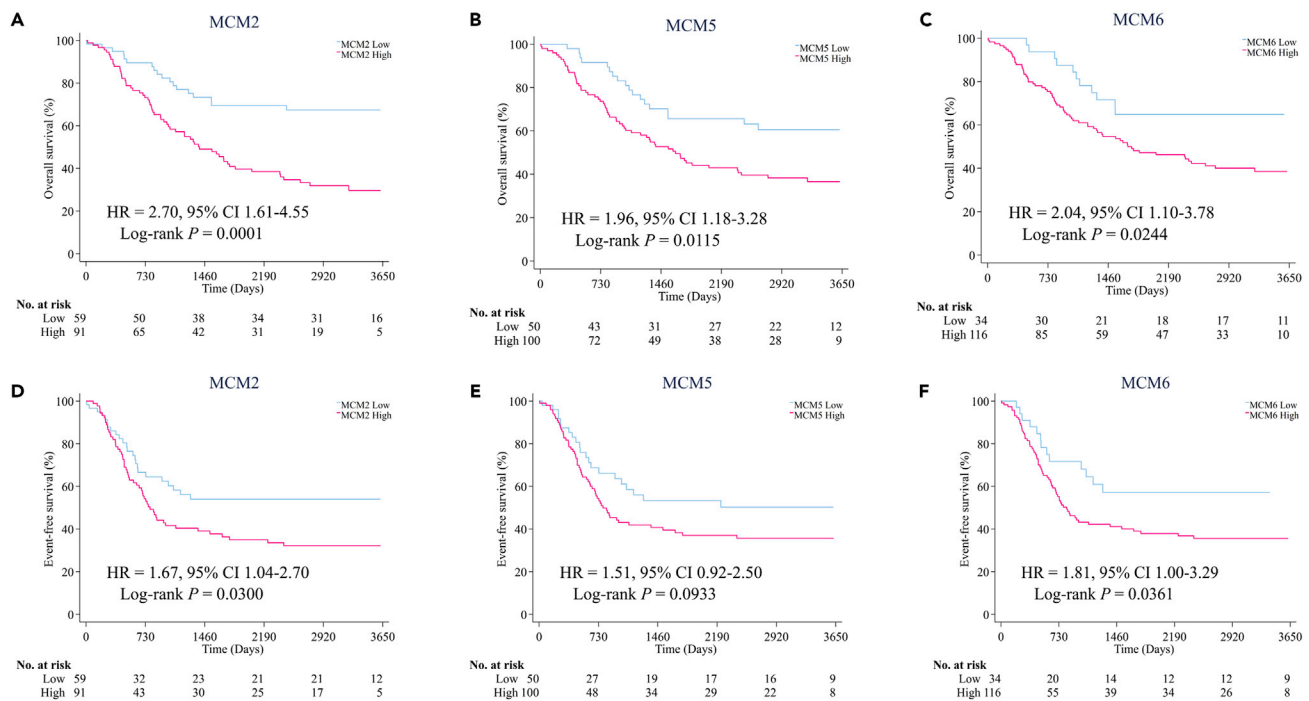 A
MCM2
MCM2 Low
MCM2 High
Overall survival (%)
100
80
60
40
20
0
HR = 2.70, 95% CI 1.61-4.55
Log-rank P = 0.0001
0 730 1460 2190 2920 3650
Time (Days)
No. at risk
Low 59 50 38 34 31 16
High 91 65 42 31 19 5
B
MCM5
MCM5 Low
MCM5 High
Overall survival (%)
100
80
60
40
20
0
HR = 1.96, 95% CI 1.18-3.28
Log-rank P = 0.0115
0 730 1460 2190 2920 3650
Time (Days)
No. at risk
Low 50 43 31 27 22 12
High 100 72 49 38 28 9
C
MCM6
MCM6 Low
MCM6 High
Overall survival (%)
100
80
60
40
20
0
HR = 2.04, 95% CI 1.10-3.78
Log-rank P = 0.0244
0 730 1460 2190 2920 3650
Time (Days)
No. at risk
Low 34 30 21 18 17 11
High 116 85 59 47 33 10
D
MCM2
MCM2 Low
MCM2 High
Event-free survival (%)
100
80
60
40
20
0
HR = 1.67, 95% CI 1.04-2.70
Log-rank P = 0.0300
0 730 1460 2190 2920 3650
Time (Days)
No. at risk
Low 59 32 23 21 21 12
High 91 43 30 25 17 5
E
MCM5
MCM5 Low
MCM5 High
Event-free survival (%)
100
80
60
40
20
0
HR = 1.51, 95% CI 0.92-2.50
Log-rank P = 0.0933
0 730 1460 2190 2920 3650
Time (Days)
No. at risk
Low 50 27 19 17 16 9
High 100 48 34 29 22 8
F
MCM6
MCM6 Low
MCM6 High
Event-free survival (%)
100
80
60
40
20
0
HR = 1.81, 95% CI 1.00-3.29
Log-rank P = 0.0361
0 730 1460 2190 2920 3650
Time (Days)
No. at risk
Low 34 20 14 12 12 9
High 116 55 39 34 26 8